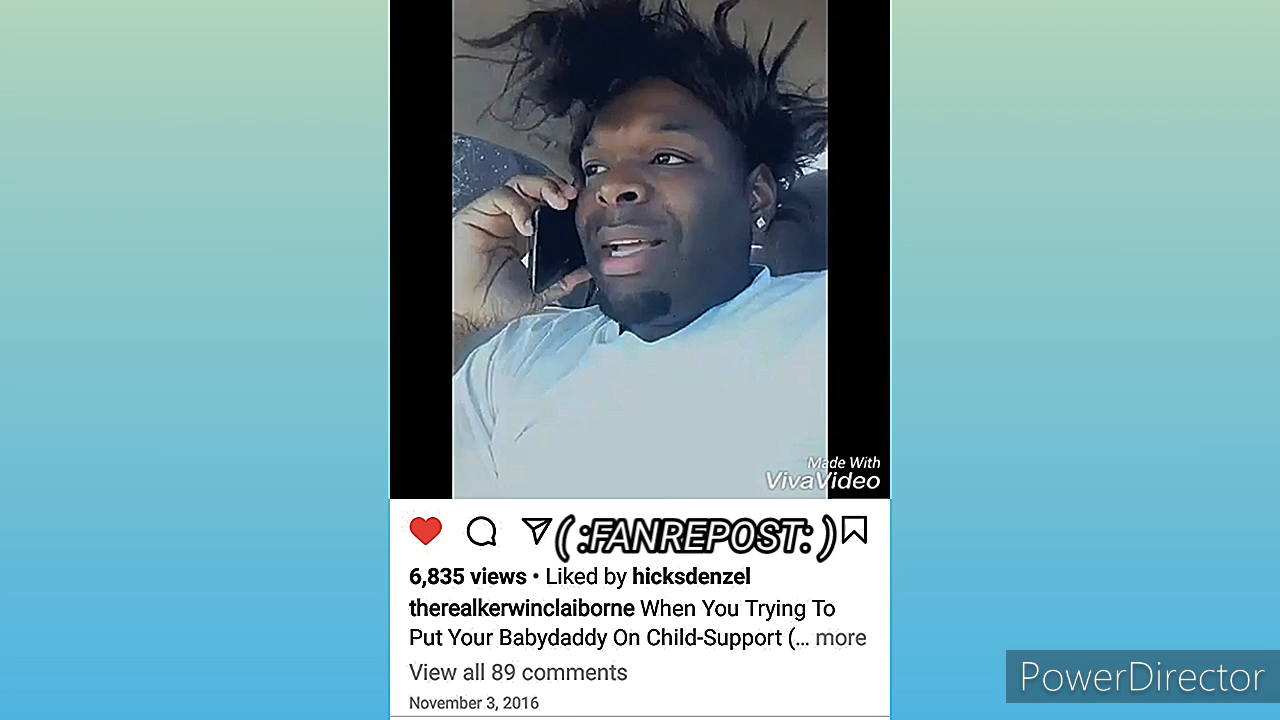 Made With
VivaVideo
( :FANREPOST: )
6,835 views • Liked by hicksdenzel
therealkerwinclaiborne When You Trying To
Put Your Babydaddy On Child-Support (... more
View all 89 comments
November 3, 2016
PowerDirector